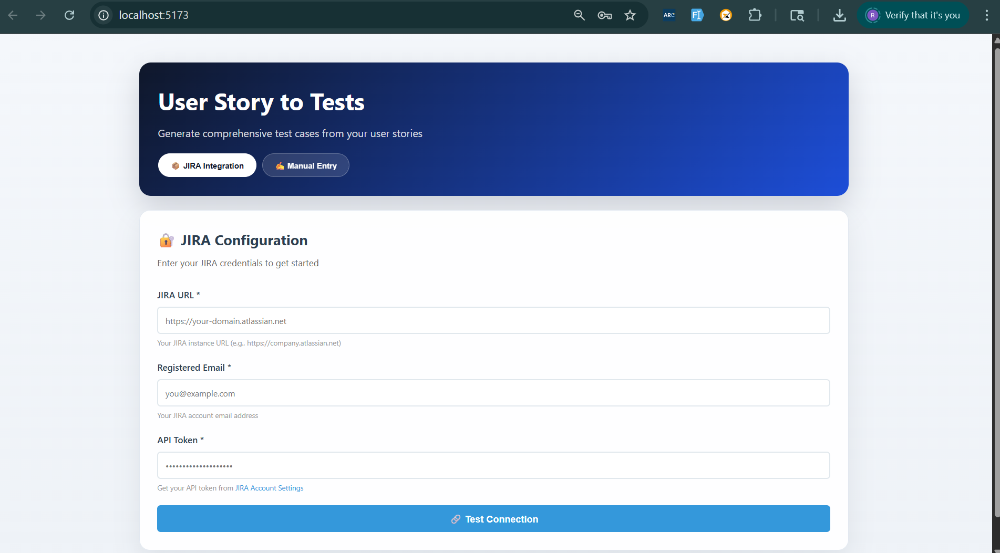 localhost:5173
ARC
R
Verify that it's you
User Story to Tests
Generate comprehensive test cases from your user stories
JIRA Integration
Manual Entry
JIRA Configuration
Enter your JIRA credentials to get started
JIRA URL *
https://your-domain.atlassian.net
Your JIRA instance URL (e.g., https://company.atlassian.net)
Registered Email *
you@example.com
Your JIRA account email address
API Token *
••••••••••••••••••••
Get your API token from JIRA Account Settings
Test Connection